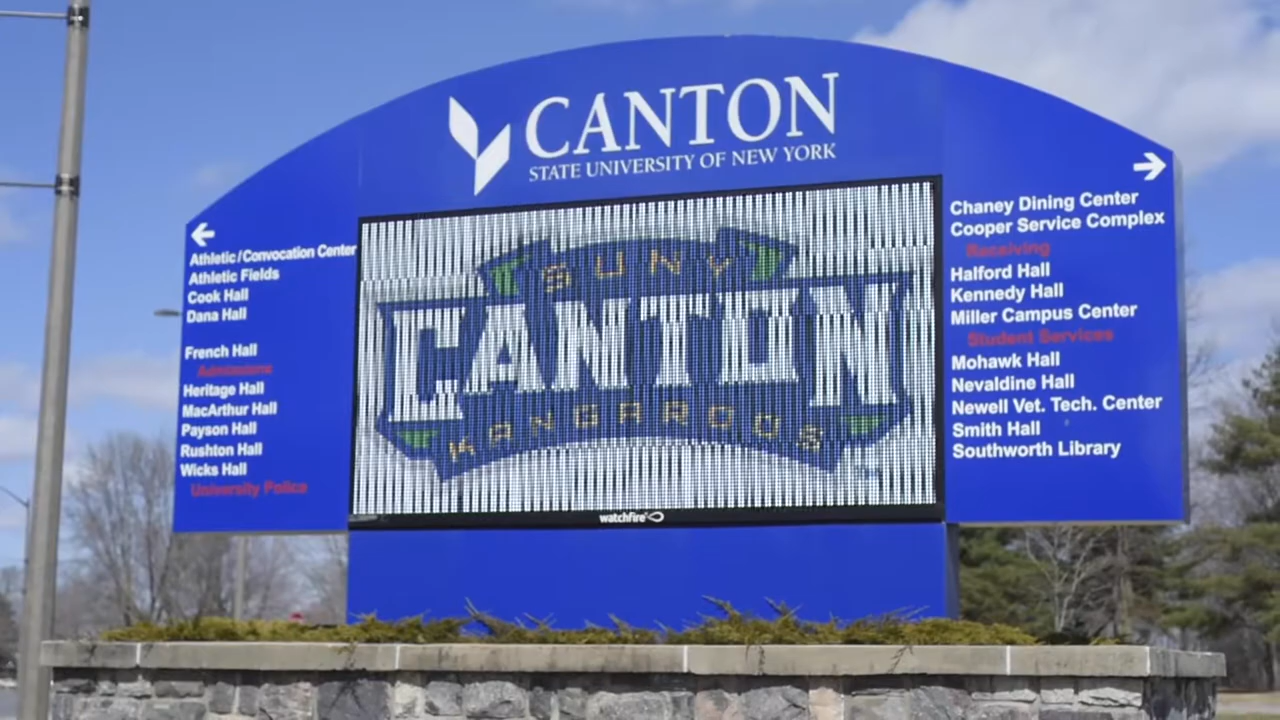 CANTON
STATE UNIVERSITY OF NEW YORK
Athletic/Convocation Center
Athletic Fields
Cook Hall
Dana Hall
French Hall
Admissions
Heritage Hall
MacArthur Hall
Payson Hall
Rushton Hall
Wicks Hall
University Police
SUNY
CANTON
KANGAROOS
watchfire
Chaney Dining Center
Cooper Service Complex
Receiving
Halford Hall
Kennedy Hall
Miller Campus Center
Student Services
Mohawk Hall
Nevaldine Hall
Newell Vet. Tech. Center
Smith Hall
Southworth Library